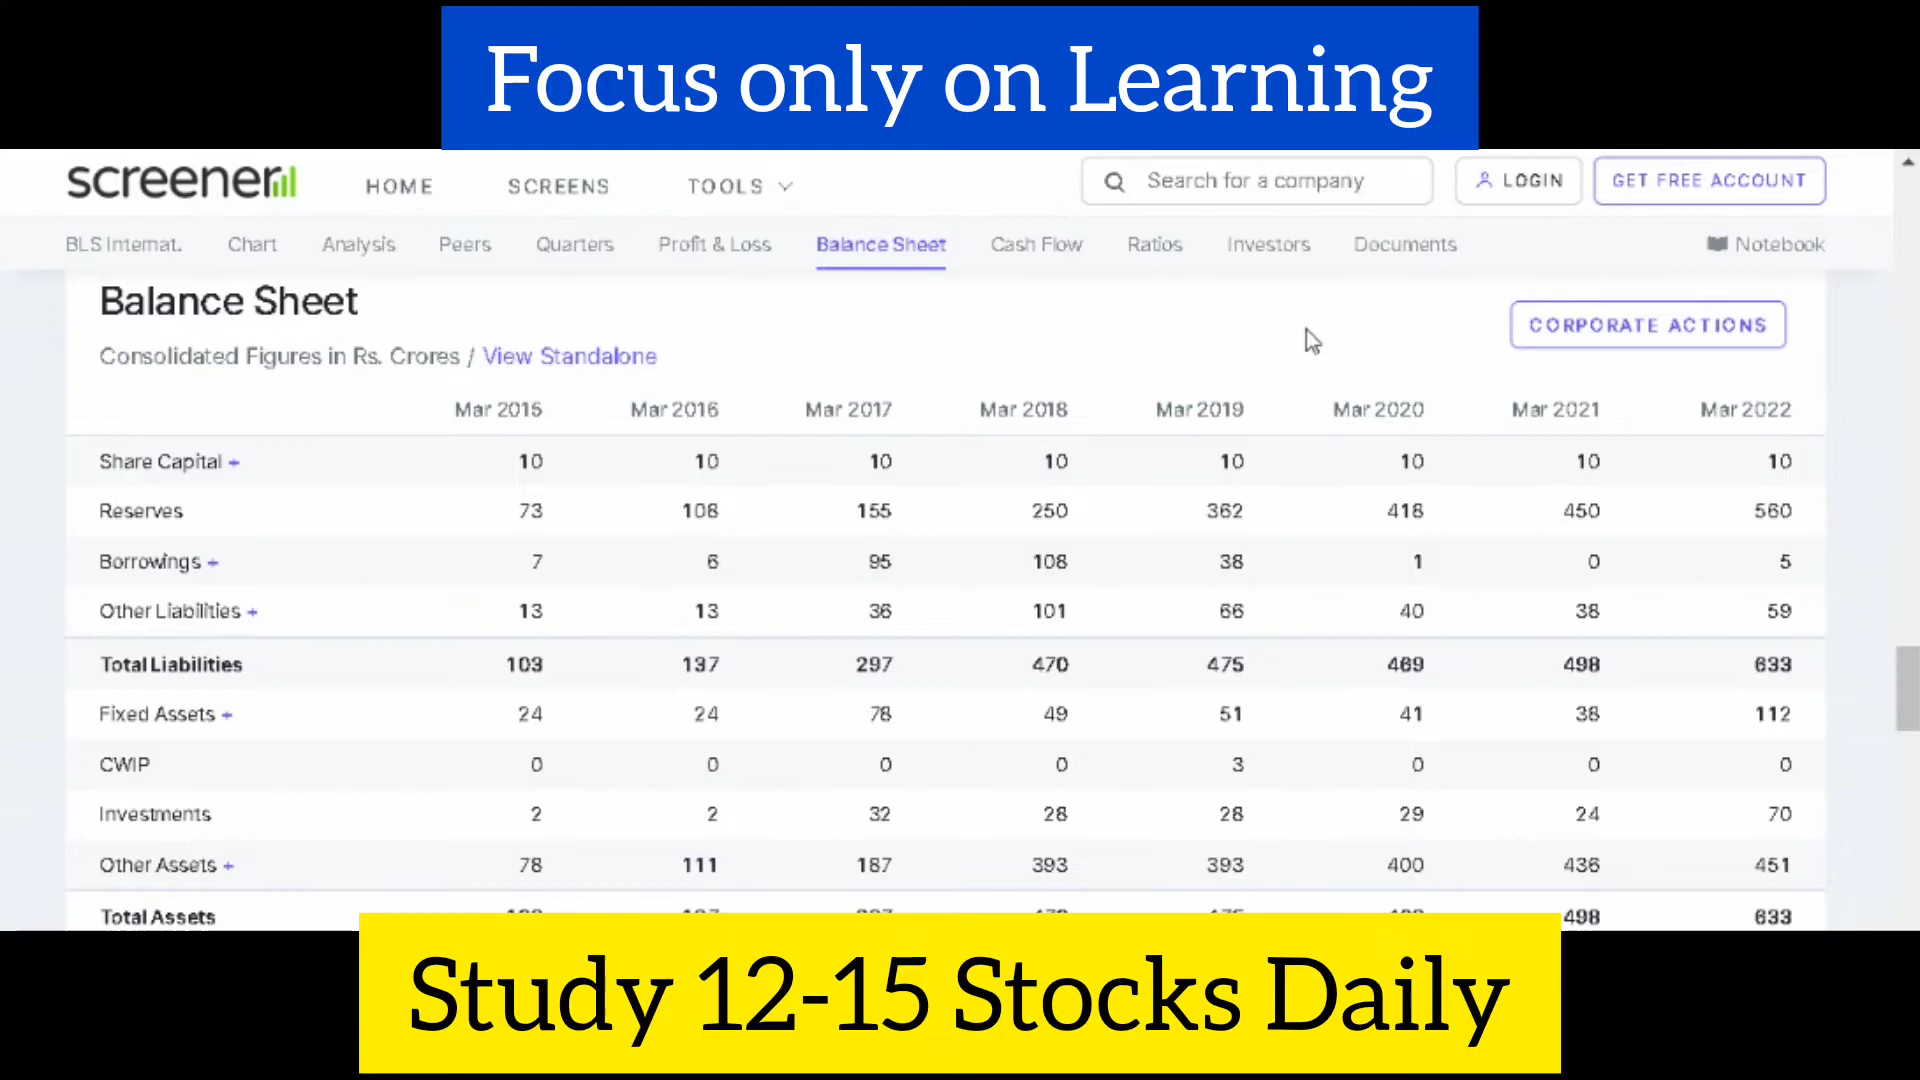 Focus only on Learning
screener
HOME SCREENS TOOLS Search for a company LOGIN GET FREE ACCOUNT
BLS Internat. Chart Analysis Peers Quarters Profit & Loss Balance Sheet Cash Flow Ratios Investors Documents Notebook
Balance Sheet
CORPORATE ACTIONS
Consolidated Figures in Rs. Crores / View Standalone
Mar 2015 Mar 2016 Mar 2017 Mar 2018 Mar 2019 Mar 2020 Mar 2021 Mar 2022
Share Capital + 10 10 10 10 10 10 10 10
Reserves 73 108 155 250 362 418 450 560
Borrowings + 7 6 95 108 38 1 0 5
Other Liabilities + 13 13 36 101 66 40 38 59
Total Liabilities 103 137 297 470 475 469 498 633
Fixed Assets + 24 24 78 49 51 41 38 112
CWIP 0 0 0 0 3 0 0 0
Investments 2 2 32 28 28 29 24 70
Other Assets + 78 111 187 393 393 400 436 451
Total Assets 498 633
Study 12-15 Stocks Daily